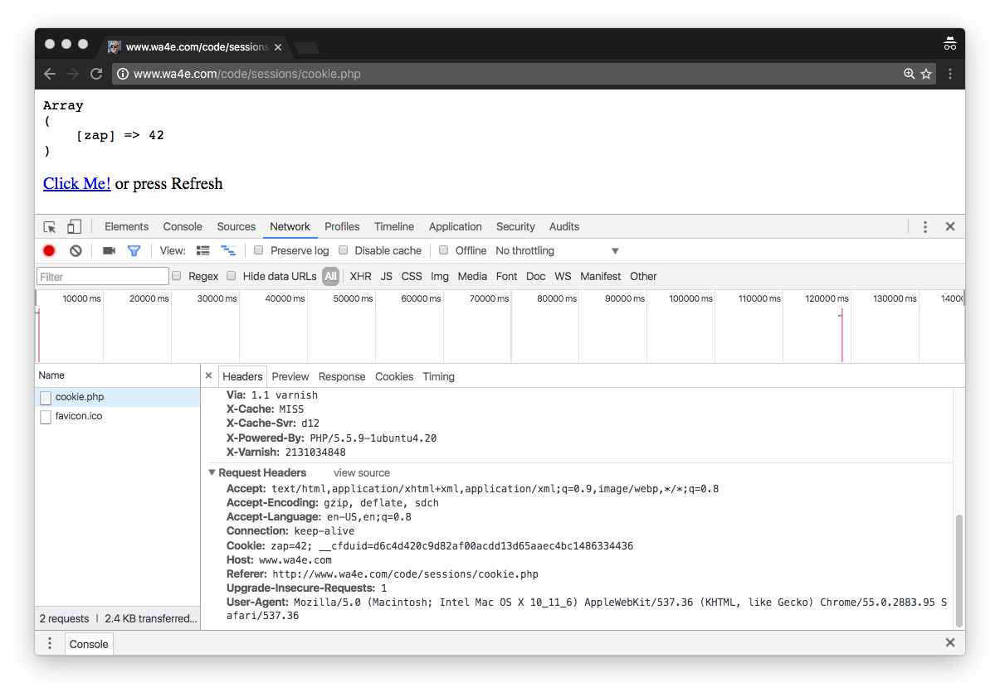 www.wa4e.com/code/sessions
www.wa4e.com/code/sessions/cookie.php
Array
(
[zap] => 42
)
Click Me! or press Refresh
Elements Console Sources Network Profiles Timeline Application Security Audits
View: Preserve log Disable cache Offline No throttling
Filter Regex Hide data URLs All XHR JS CSS Img Media Font Doc WS Manifest Other
10000 ms 20000 ms 30000 ms 40000 ms 50000 ms 60000 ms 70000 ms 80000 ms 90000 ms 100000 ms 110000 ms 120000 ms 130000 ms 1400
Name
Headers Preview Response Cookies Timing
cookie.php
favicon.ico
Via: 1.1 varnish
X-Cache: MISS
X-Cache-Svr: d12
X-Powered-By: PHP/5.5.9-1ubuntu4.20
X-Varnish: 2131034848
Request Headers view source
Accept: text/html,application/xhtml+xml,application/xml;q=0.9,image/webp,*/*;q=0.8
Accept-Encoding: gzip, deflate, sdch
Accept-Language: en-US,en;q=0.8
Connection: keep-alive
Cookie: zap=42; __cfduid=d6c4d420c9d82af00acdd13d65aaec4bc1486334436
Host: www.wa4e.com
Referer: http://www.wa4e.com/code/sessions/cookie.php
Upgrade-Insecure-Requests: 1
User-Agent: Mozilla/5.0 (Macintosh; Intel Mac OS X 10_11_6) AppleWebKit/537.36 (KHTML, like Gecko) Chrome/55.0.2883.95 S
afari/537.36
2 requests | 2.4 KB transferred...
Console